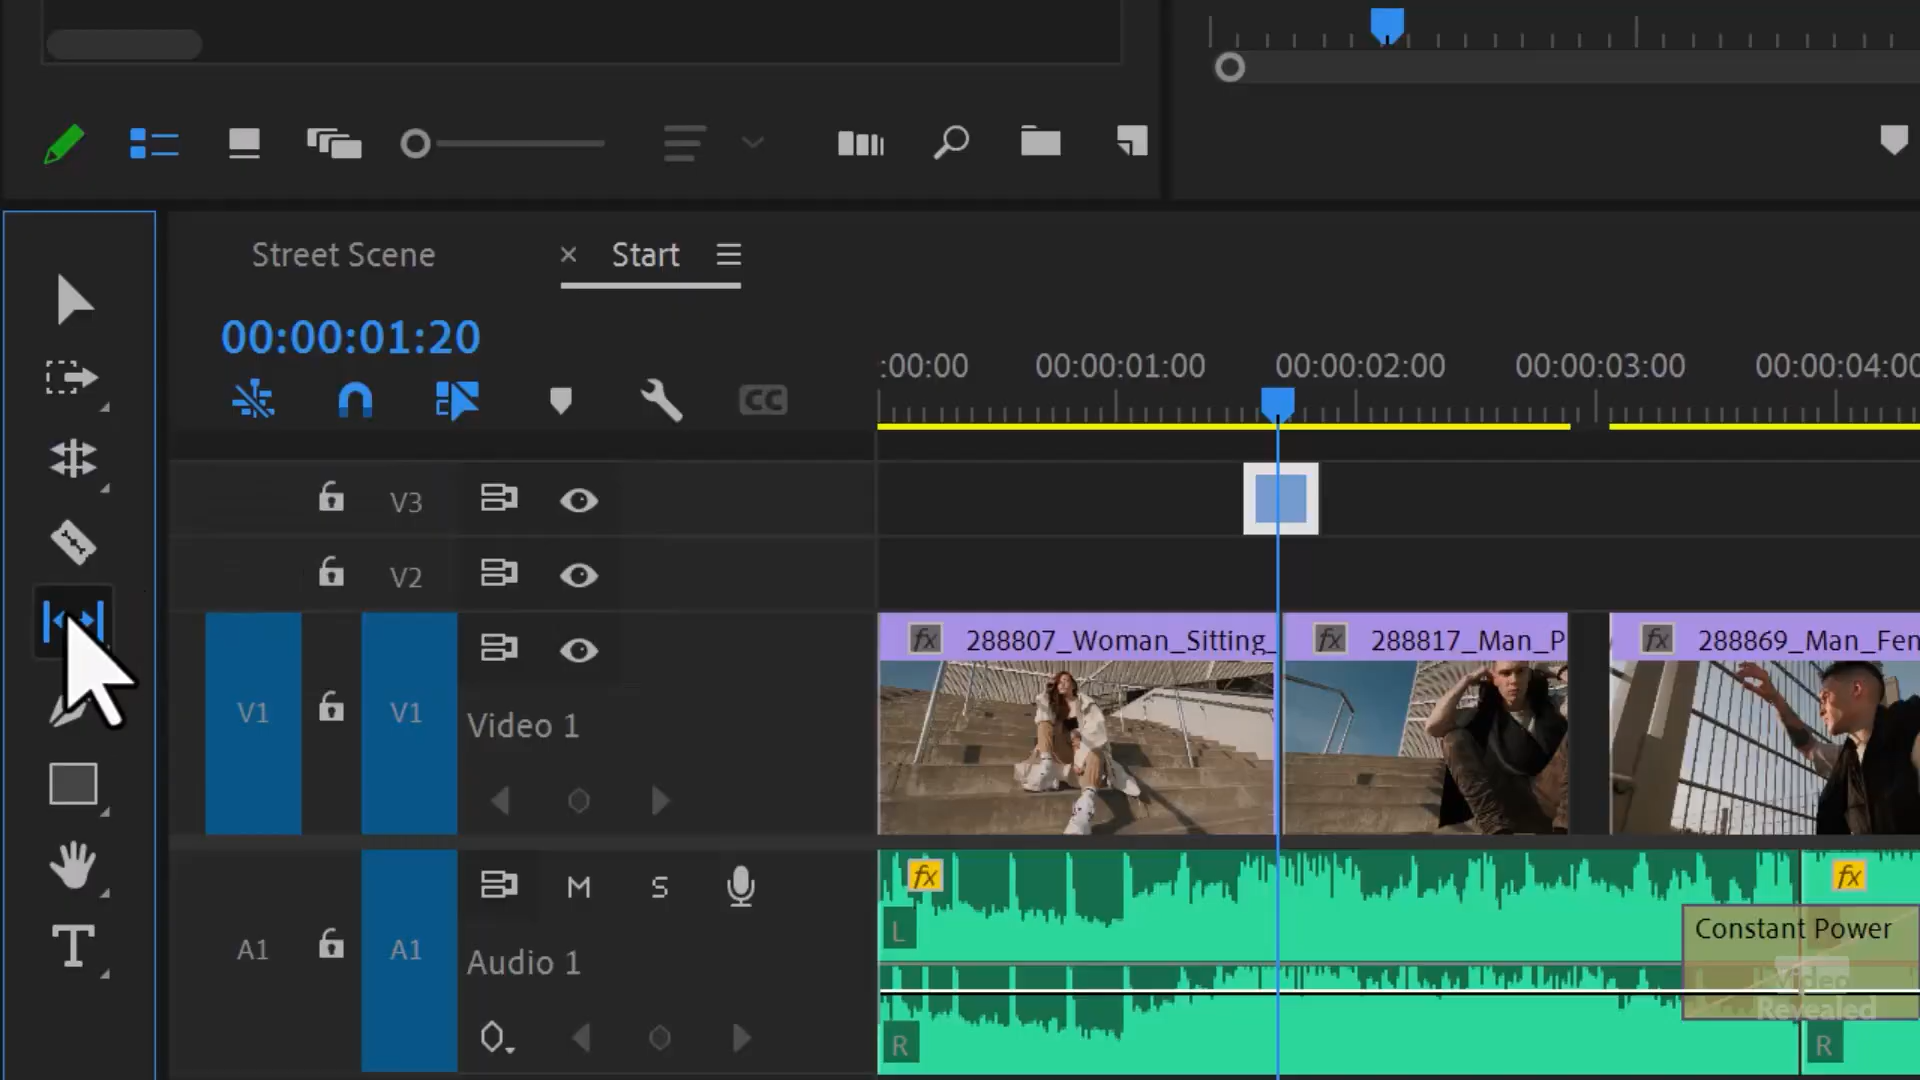 Street Scene
× Start
00:00:01:20
:00:00 00:00:01:00 00:00:02:00 00:00:03:00 00:00:04:00
CC
V3
V2
fx 288807_Woman_Sitting_ fx 288817_Man_P fx 288869_Man_Fen
V1 V1 Video 1
fx fx
M S
L
Constant Power
A1 A1 Audio 1
Video
Revealed
R R
T